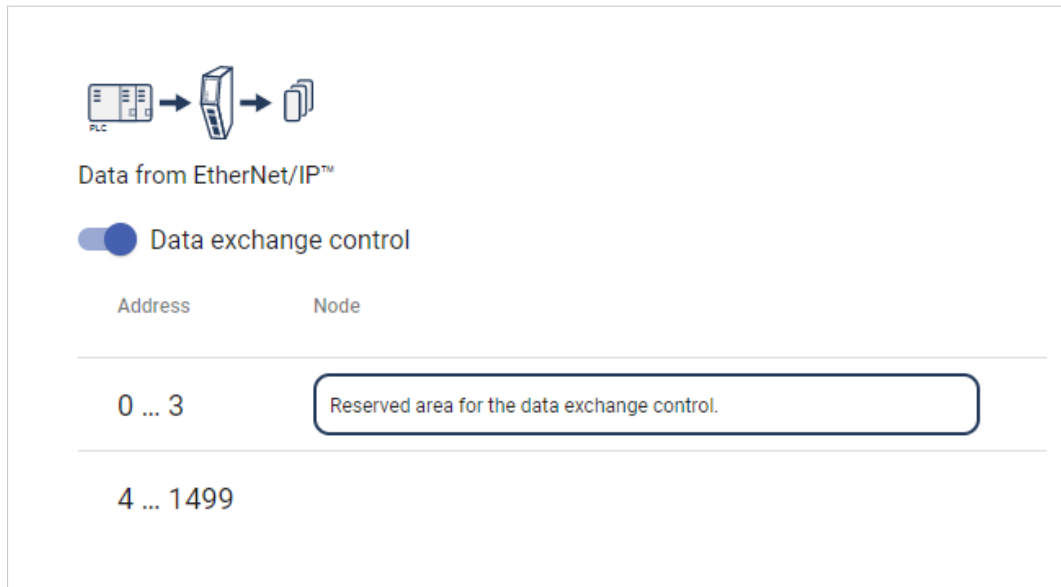 PLC
Data from EtherNet/IP™
Data exchange control
Address Node
0 ... 3 Reserved area for the data exchange control.
4 ... 1499